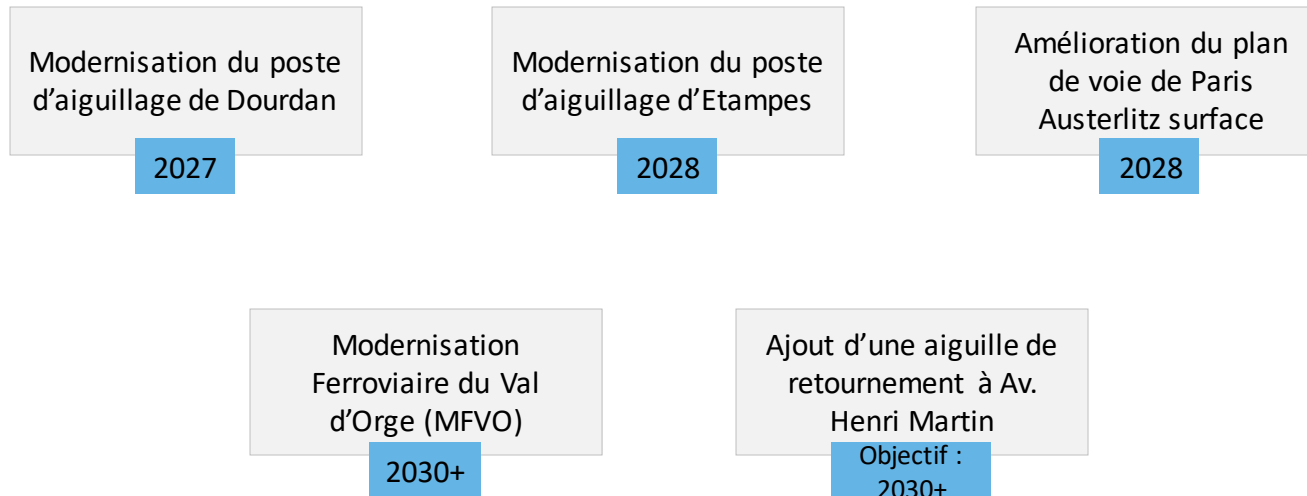 Modernisation du poste
d’aiguillage de Dourdan
2027
Modernisation du poste
d’aiguillage d’Etampes
2028
Amélioration du plan
de voie de Paris
Austerlitz surface
2028
Modernisation
Ferroviaire du Val
d’Orge (MFVO)
2030+
Ajout d’une aiguille de
retournement à Av.
Henri Martin
Objectif :
2030+